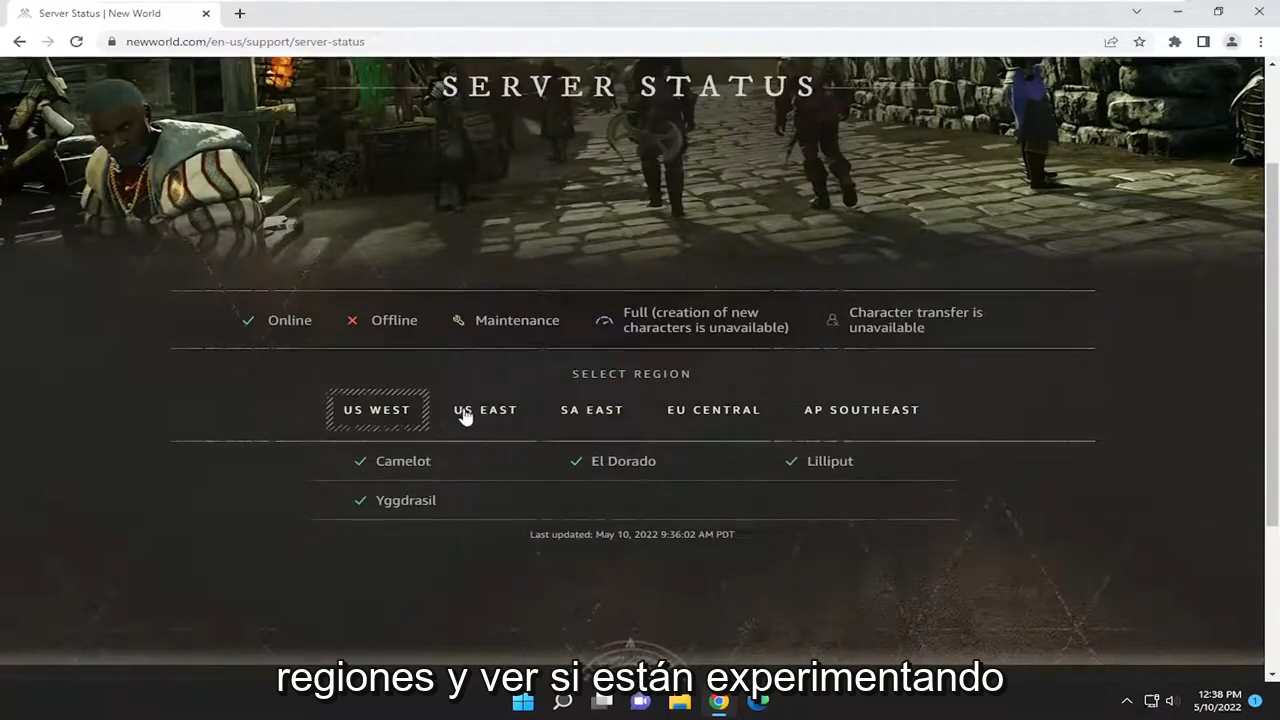 Server Status | New World
newworld.com/en-us/support/server-status
SERVER STATUS
Online
Offline
Maintenance
Full (creation of new
characters is unavailable)
Character transfer is
unavailable
SELECT REGION
US WEST
US EAST
SA EAST
EU CENTRAL
AP SOUTHEAST
Camelot
El Dorado
Lilliput
Yggdrasil
Last updated: May 10, 2022 9:36:02 AM PDT
regiones y ver si están experimentando
12:38 PM
5/10/2022
1